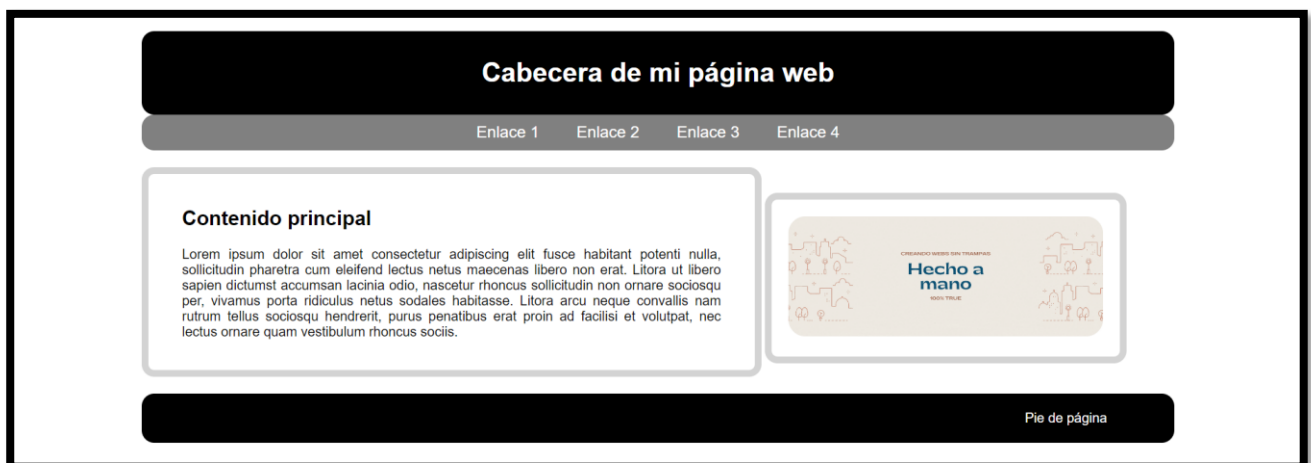 Cabecera de mi página web
Enlace 1 Enlace 2 Enlace 3 Enlace 4
Contenido principal
Lorem ipsum dolor sit amet consectetur adipiscing elit fusce habitant potenti nulla,
sollicitudin pharetra cum eleifend lectus netus maecenas libero non erat. Litora ut libero
sapien dictumst accumsan lacinia odio, nascetur rhoncus sollicitudin non ornare sociosqu
per, vivamus porta ridiculus netus sodales habitasse. Litora arcu neque convallis nam
rutrum tellus sociosqu hendrerit, purus penatibus erat proin ad facilisi et volutpat, nec
lectus ornare quam vestibulum rhoncus sociis.
CREANDO WEBS SIN TRAMPAS
Hecho a
mano
100% TRUE
Pie de página